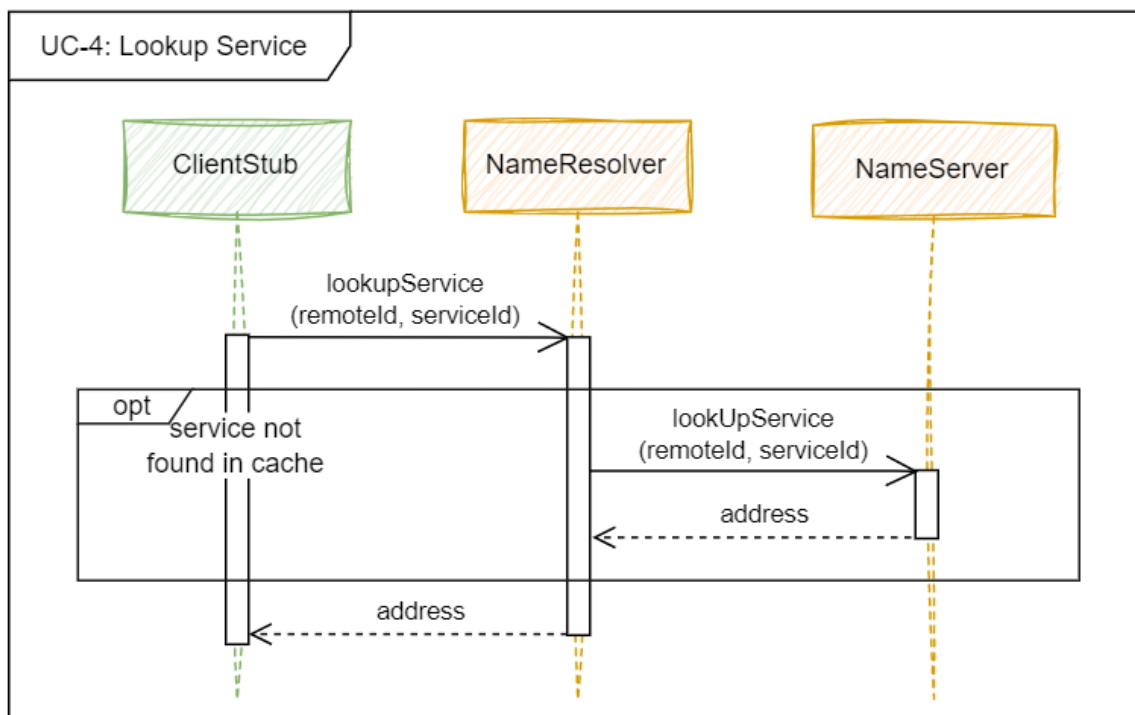 UC-4: Lookup Service
ClientStub
NameResolver
NameServer
lookupService
(remoteId, serviceId)
opt
service not
found in cache
lookUpService
(remoteId, serviceId)
address
address